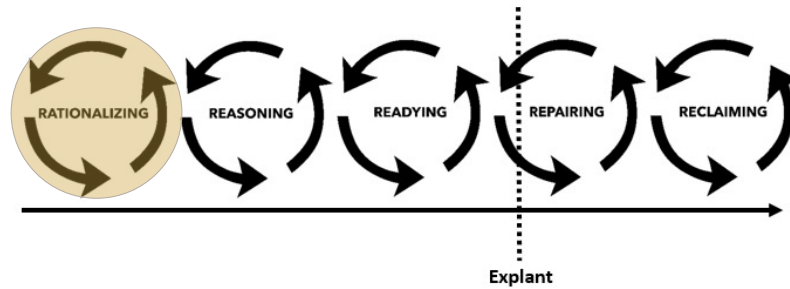 RATIONALIZING
REASONING
READYING
REPAIRING
RECLAIMING
Explant